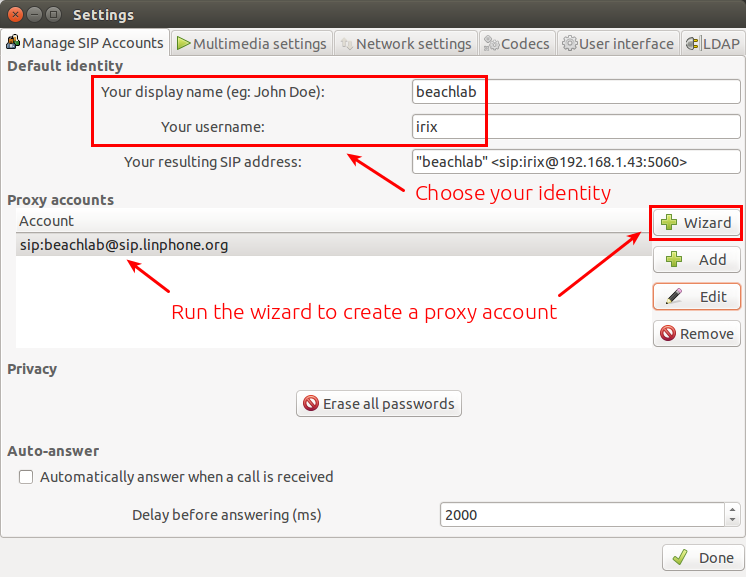 Settings
Manage SIP Accounts Multimedia settings Network settings Codecs User interface LDAP
Default identity
Your display name (eg: John Doe): beachlab
Your username: irix
Your resulting SIP address: "beachlab" <sip:irix@192.168.1.43:5060>
Choose your identity
Proxy accounts
Account
Wizard
sip:beachlab@sip.linphone.org
Add
Edit
Run the wizard to create a proxy account
Remove
Privacy
Erase all passwords
Auto-answer
Automatically answer when a call is received
Delay before answering (ms) 2000
Done